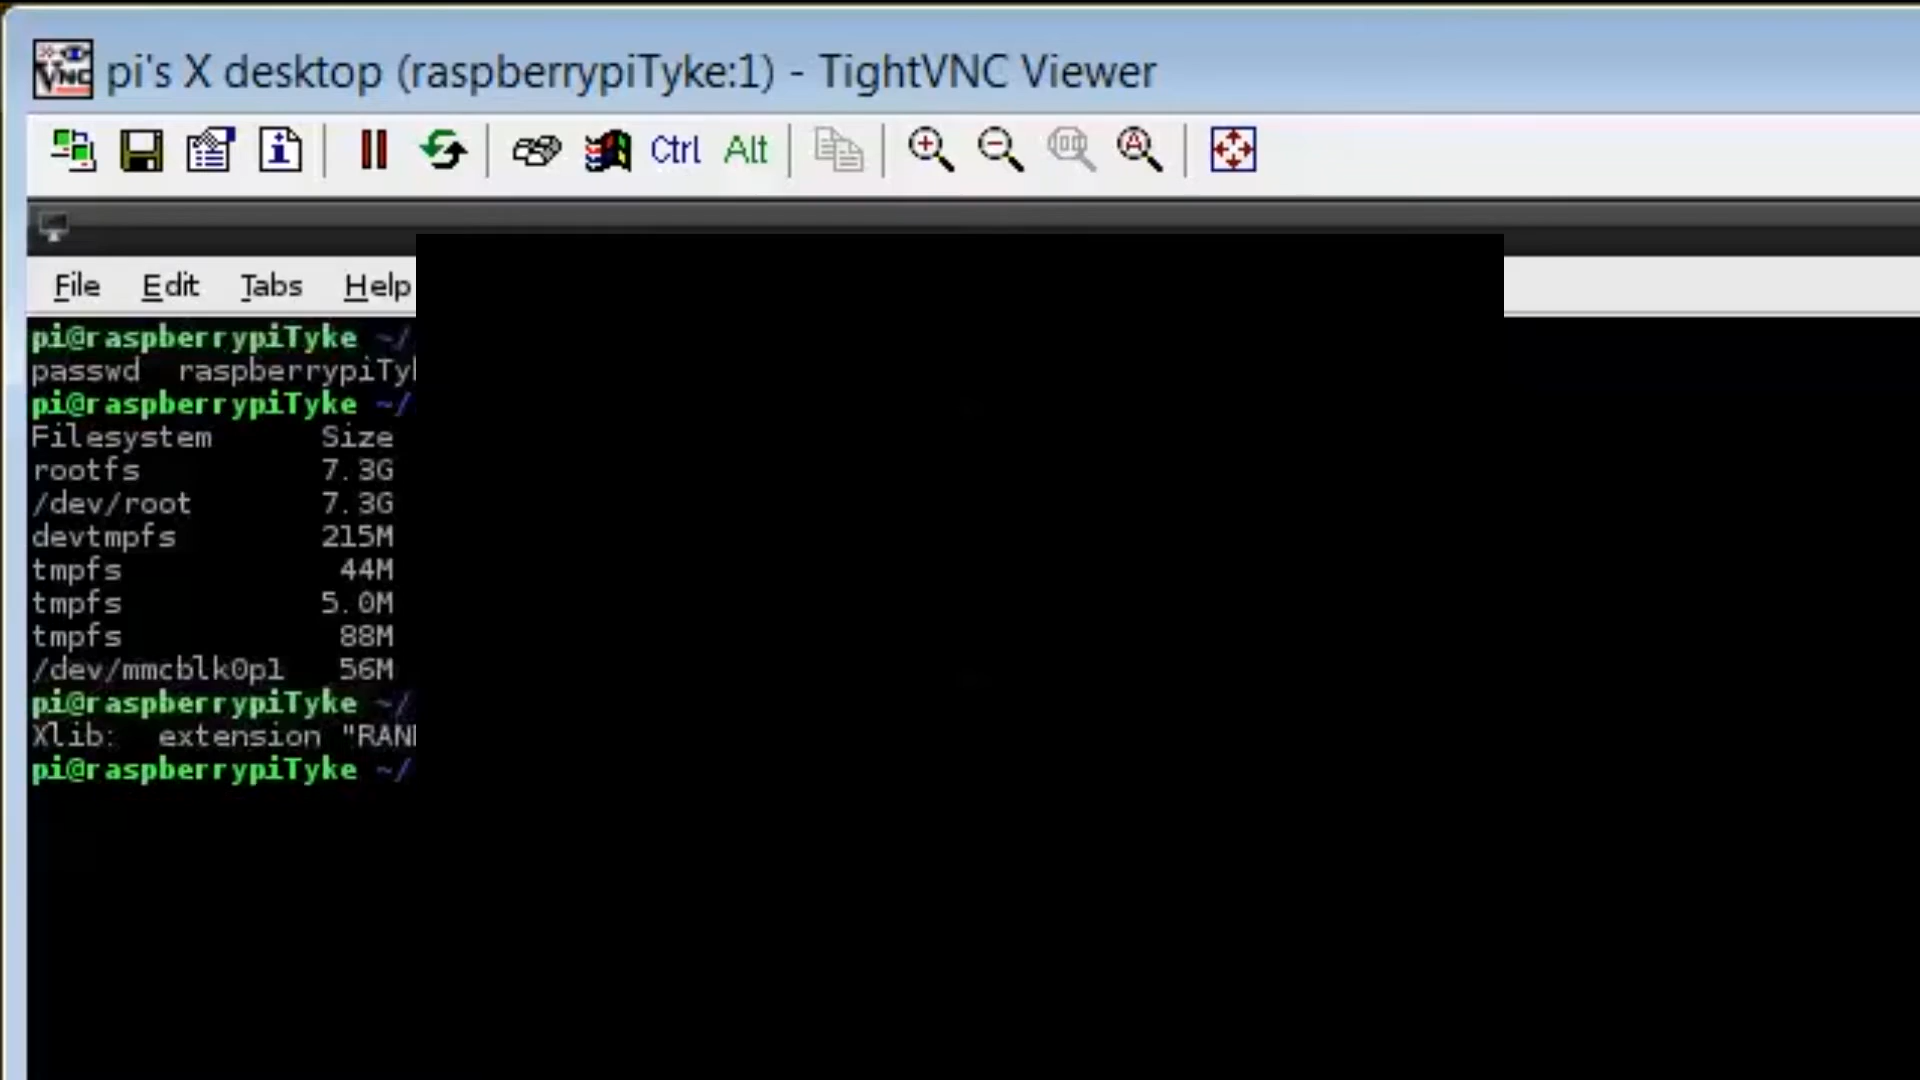 pi's X desktop (raspberrypiTyke:1) - TightVNC Viewer
Ctrl Alt
File Edit Tabs Help
pi@raspberrypiTyke ~/
passwd
pi@raspberrypiTyke ~/
Filesystem Size
rootfs 7.3G
/dev/root 7.3G
devtmpfs 215M
tmpfs 44M
tmpfs 5.0M
tmpfs 88M
/dev/mmcblk0p1 56M
pi@raspberrypiTyke ~/
Xlib: extension
pi@raspberrypiTyke ~/